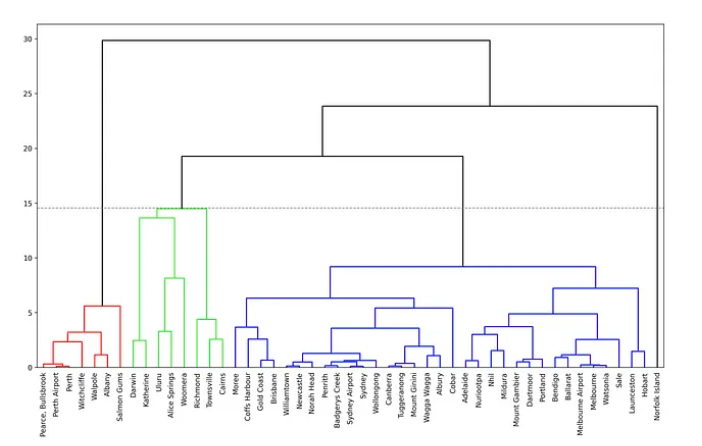 30
25
20
15
10
5
0
Pearce, Bullsbrook
Perth Airport
Perth
Witchcliffe
Walpole
Albany
Salmon Gums
Darwin
Katherine
Uluru
Alice Springs
Woomera
Richmond
Townsville
Cairns
Moree
Coffs Harbour
Gold Coast
Brisbane
Williamtown
Newcastle
Norah Head
Penrith
Badgerys Creek
Sydney Airport
Sydney
Wollongong
Canberra
Tuggeranong
Mount Ginini
Wagga Wagga
Albury
Cobar
Adelaide
Nuriootpa
Nhil
Mildura
Mount Gambier
Dartmoor
Portland
Bendigo
Ballarat
Melbourne Airport
Melbourne
Watsonia
Sale
Launceston
Hobart
Norfolk Island